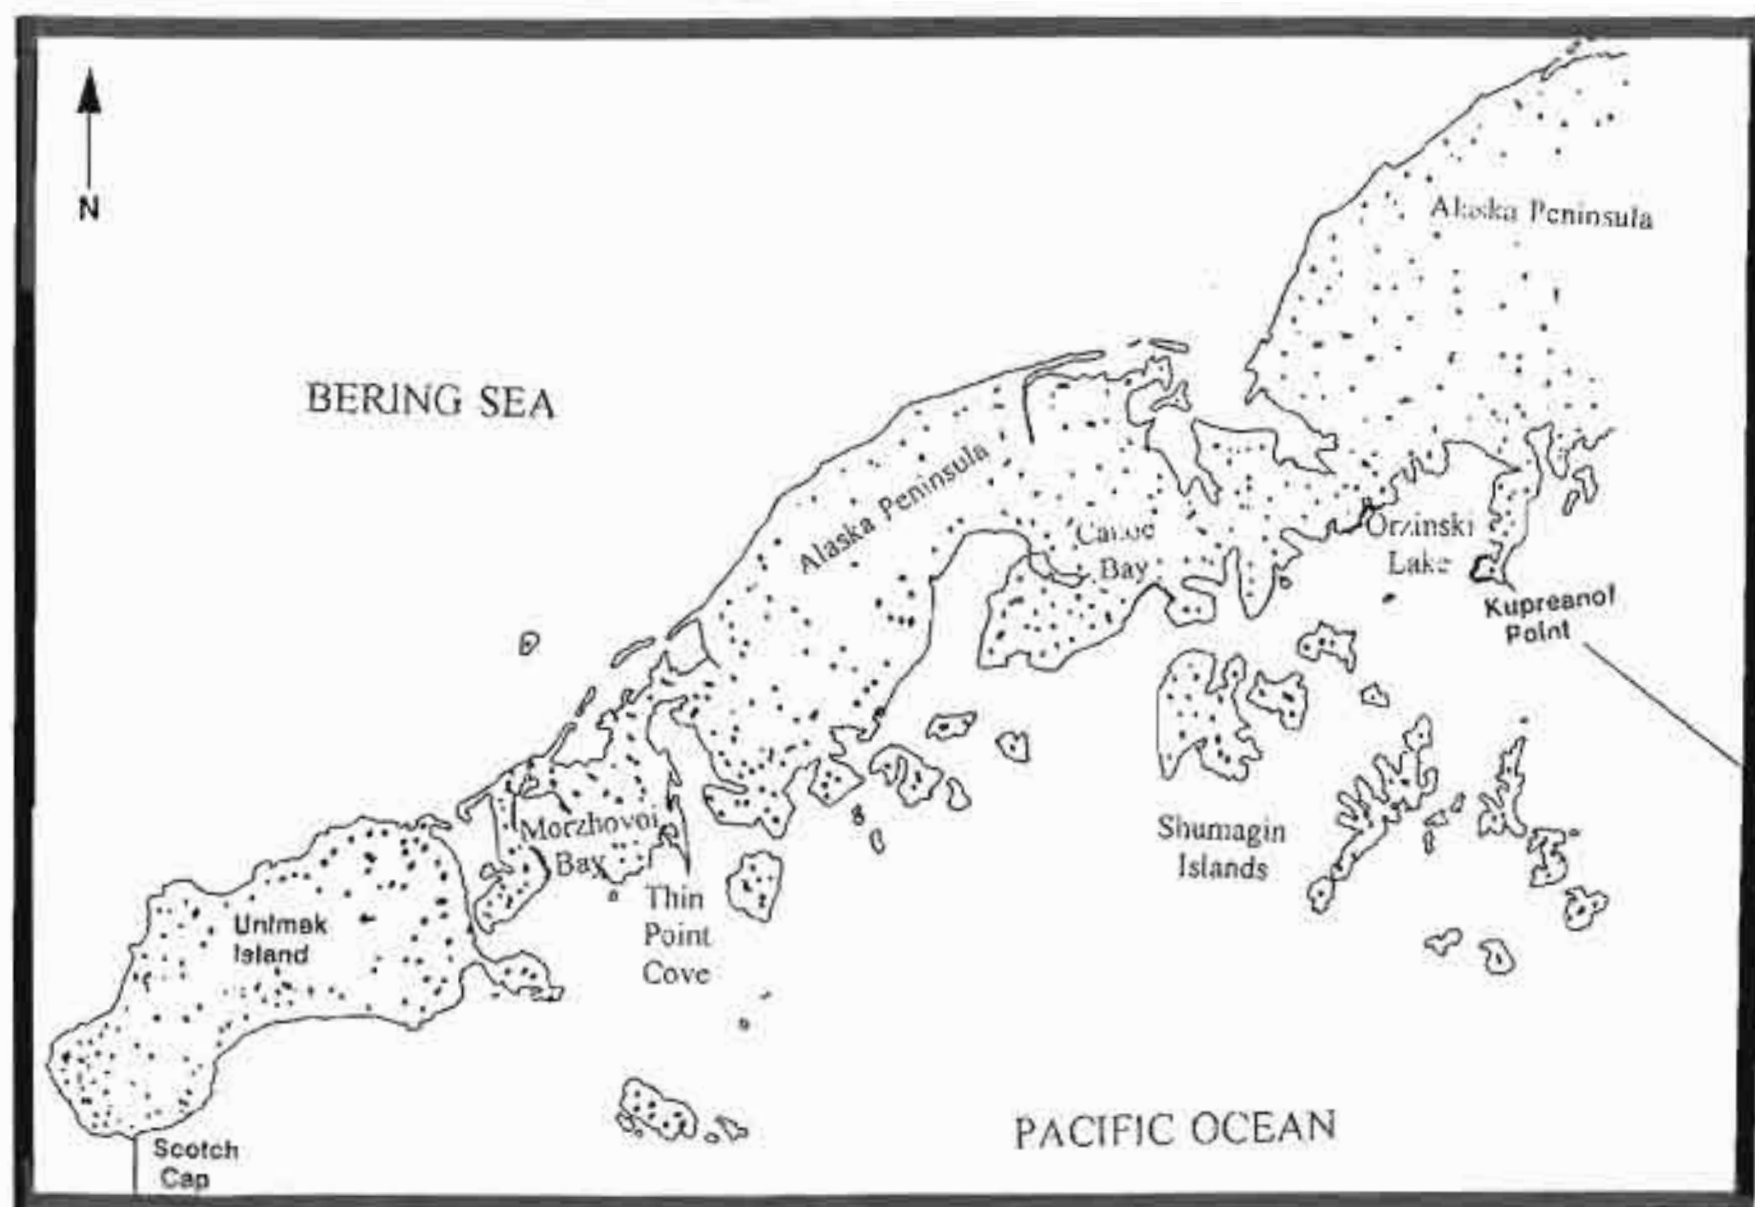 N
Alaska Peninsula
BERING SEA
Alaska Peninsula
Canoe
Bay
Orzinski
Lake
Kupreanof
Point
Morzhovoi
Bay
Shumagin
Islands
Thin
Point
Cove
Unimak
Island
PACIFIC OCEAN
Scotch
Cap